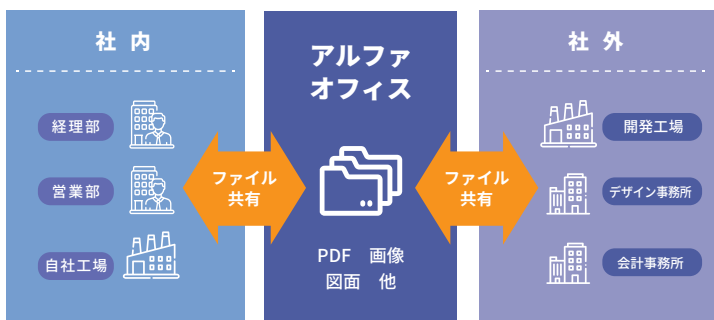 社内
経理部
営業部
自社工場
ファイル
共有
アルファ
オフィス
PDF 画像
図面 他
ファイル
共有
社外
開発工場
デザイン事務所
会計事務所